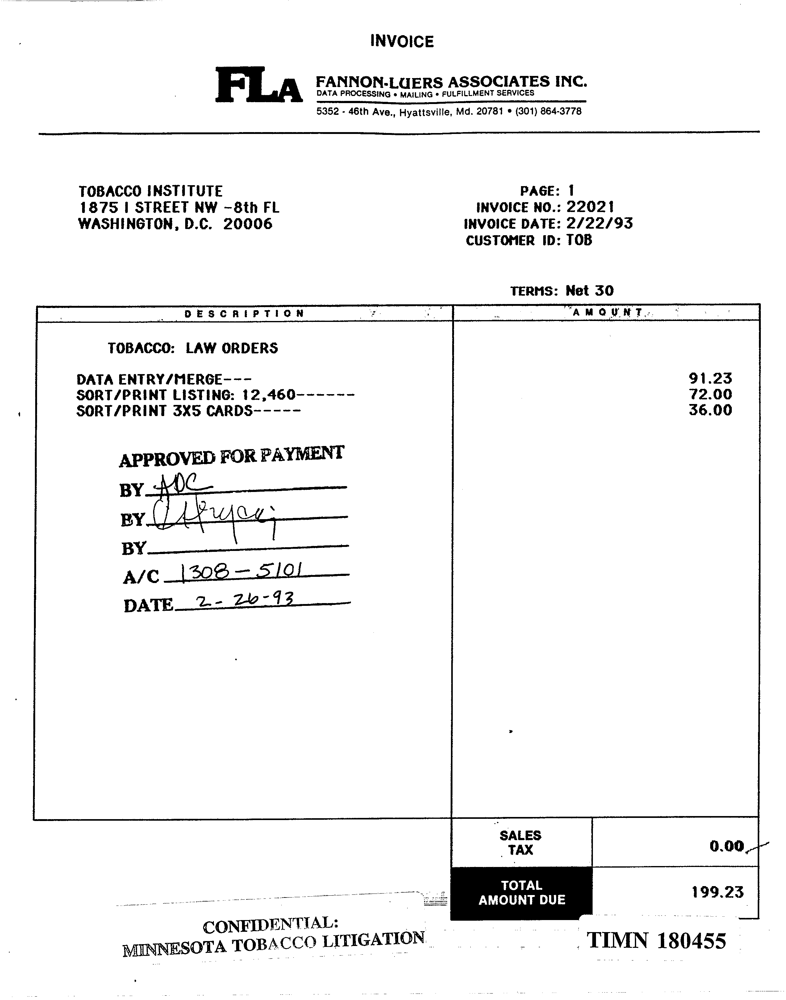 INVOICE
FLA FANNON-LUERS ASSOCIATES INC.
DATA PROCESSING • MAILING • FULFILLMENT SERVICES
5352 - 46th Ave., Hyattsville, Md. 20781 • (301) 864-3778
TOBACCO INSTITUTE
1875 I STREET NW -8th FL
WASHINGTON, D.C. 20006
PAGE: 1
INVOICE NO.: 22021
INVOICE DATE: 2/22/93
CUSTOMER ID: TOB
TERMS: Net 30
DESCRIPTION AMOUNT
TOBACCO: LAW ORDERS
DATA ENTRY/MERGE--- 91.23
SORT/PRINT LISTING: 12,460------ 72.00
SORT/PRINT 3X5 CARDS----- 36.00
APPROVED FOR PAYMENT
BY ADC
BY
BY
A/C 1308-5101
DATE 2-26-93
SALES TAX 0.00
TOTAL AMOUNT DUE 199.23
CONFIDENTIAL:
MINNESOTA TOBACCO LITIGATION
TIMN 180455